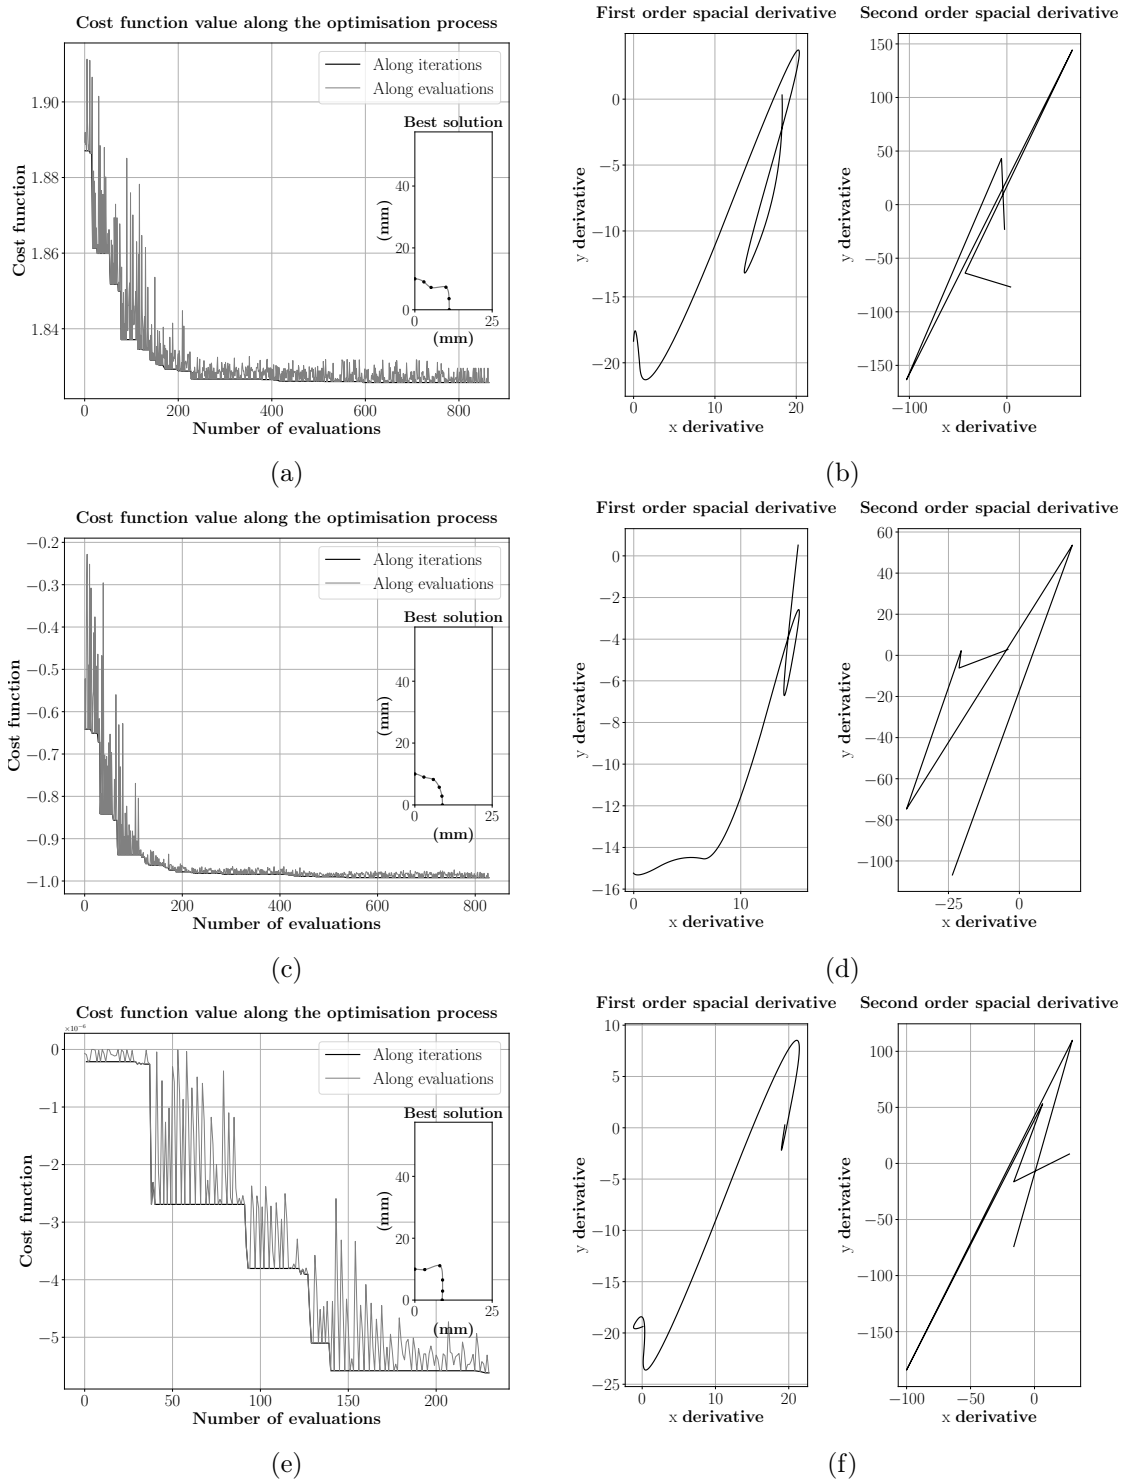 Cost function value along the optimisation process
Cost function
1.90
1.88
1.86
1.84
Along iterations
Along evaluations
Best solution
(mm)
40
20
0
0 25
(mm)
0 200 400 600 800
Number of evaluations
(a)
First order spacial derivative
y derivative
0
−5
−10
−15
−20
0 10 20
x derivative
Second order spacial derivative
y derivative
150
100
50
0
−50
−100
−150
−100 0
x derivative
(b)
Cost function value along the optimisation process
Cost function
−0.2
−0.3
−0.4
−0.5
−0.6
−0.7
−0.8
−0.9
−1.0
Along iterations
Along evaluations
Best solution
(mm)
40
20
0
0 25
(mm)
0 200 400 600 800
Number of evaluations
(c)
First order spacial derivative
y derivative
0
−2
−4
−6
−8
−10
−12
−14
−16
0 10
x derivative
Second order spacial derivative
y derivative
60
40
20
0
−20
−40
−60
−80
−100
−25 0
x derivative
(d)
Cost function value along the optimisation process
×10⁻⁶
Cost function
0
−1
−2
−3
−4
−5
Along iterations
Along evaluations
Best solution
(mm)
40
20
0
0 25
(mm)
0 50 100 150 200
Number of evaluations
(e)
First order spacial derivative
y derivative
10
5
0
−5
−10
−15
−20
−25
0 10 20
x derivative
Second order spacial derivative
y derivative
100
50
0
−50
−100
−150
−100 −50 0
x derivative
(f)